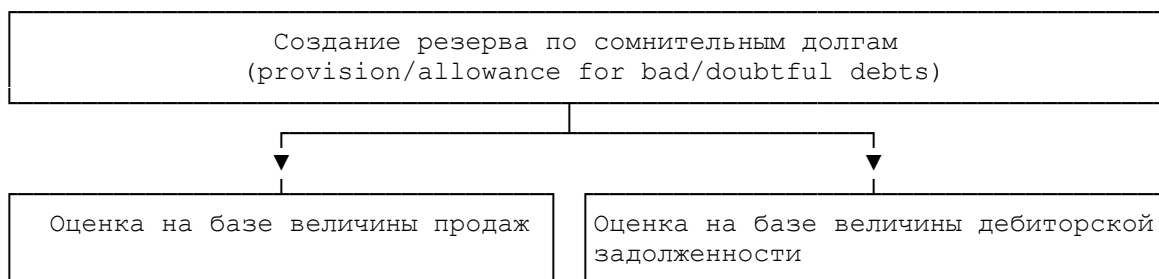 Создание резерва по сомнительным долгам
(provision/allowance for bad/doubtful debts)
Оценка на базе величины продаж
Оценка на базе величины дебиторской
задолженности